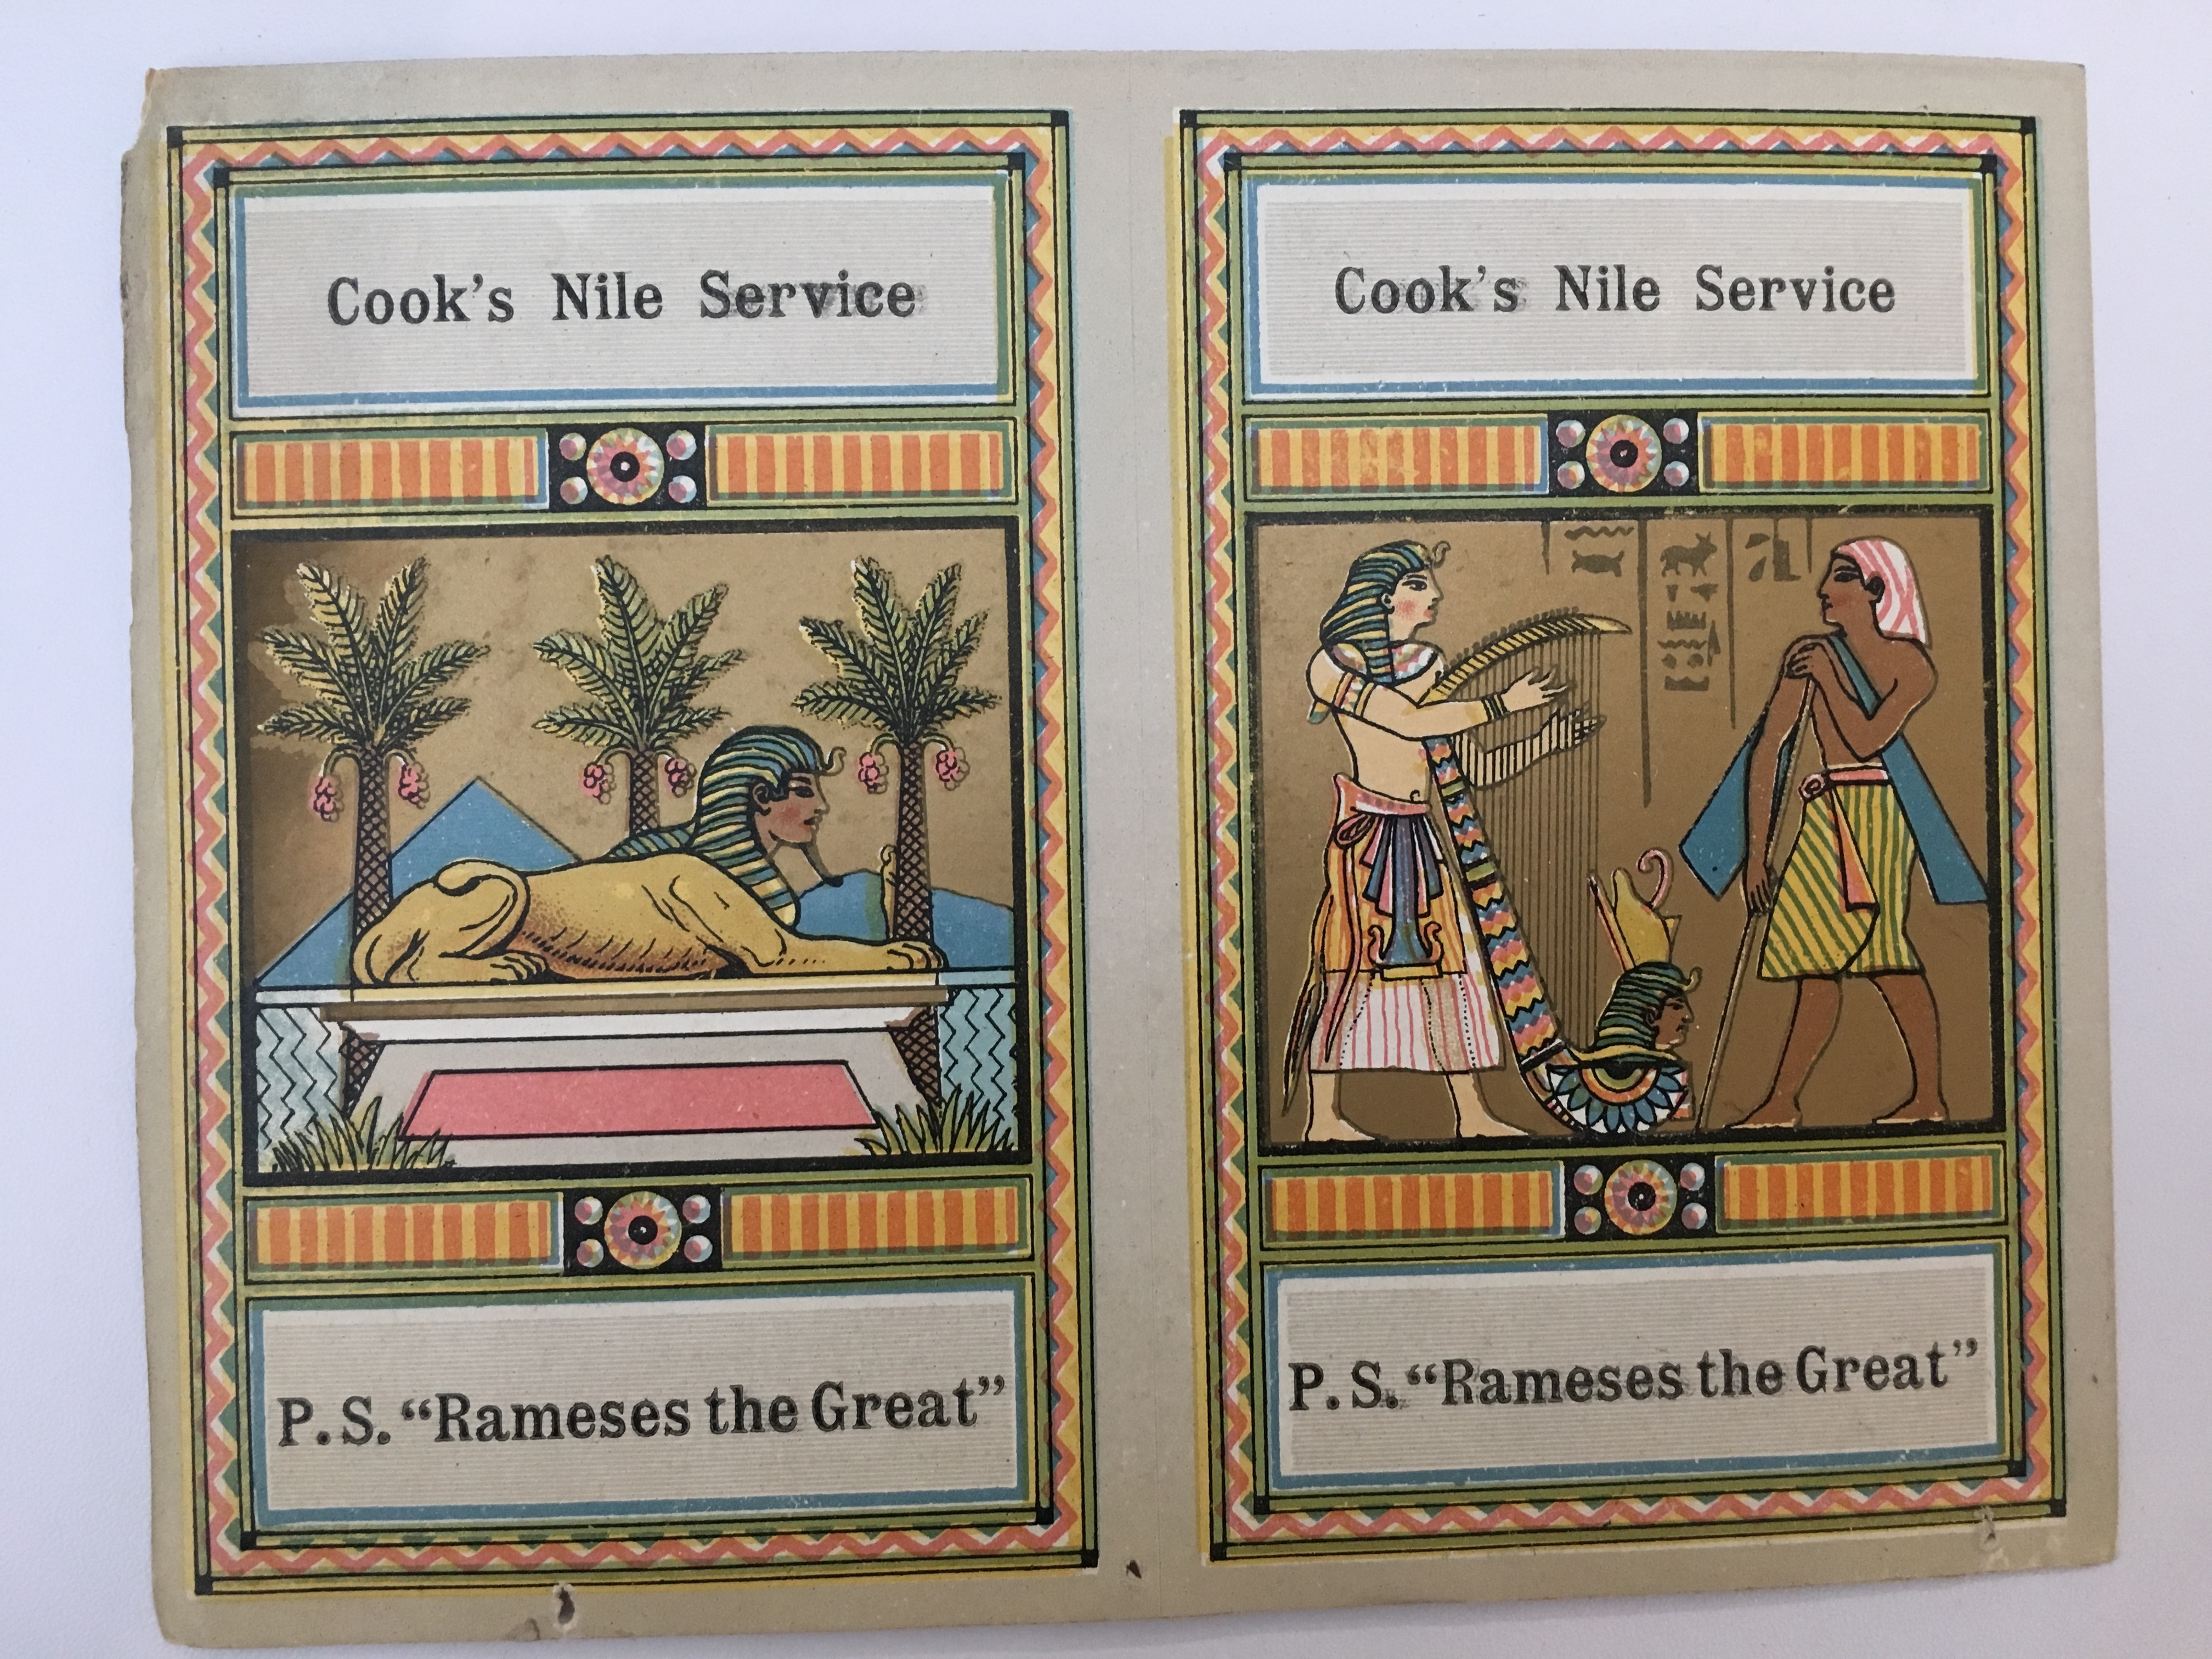 Cook's Nile Service
P. S. “Rameses the Great”
Cook's Nile Service
P. S. “Rameses the Great”